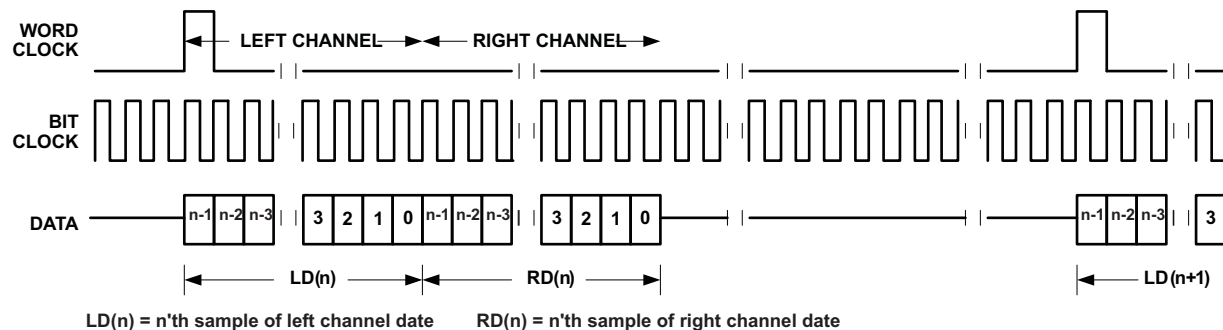 WORD CLOCK
LEFT CHANNEL RIGHT CHANNEL
BIT CLOCK
DATA
n-1 n-2 n-3 3 2 1 0 n-1 n-2 n-3 3 2 1 0 n-1 n-2 n-3 3
LD(n) RD(n) LD(n+1)
LD(n) = n'th sample of left channel date RD(n) = n'th sample of right channel date